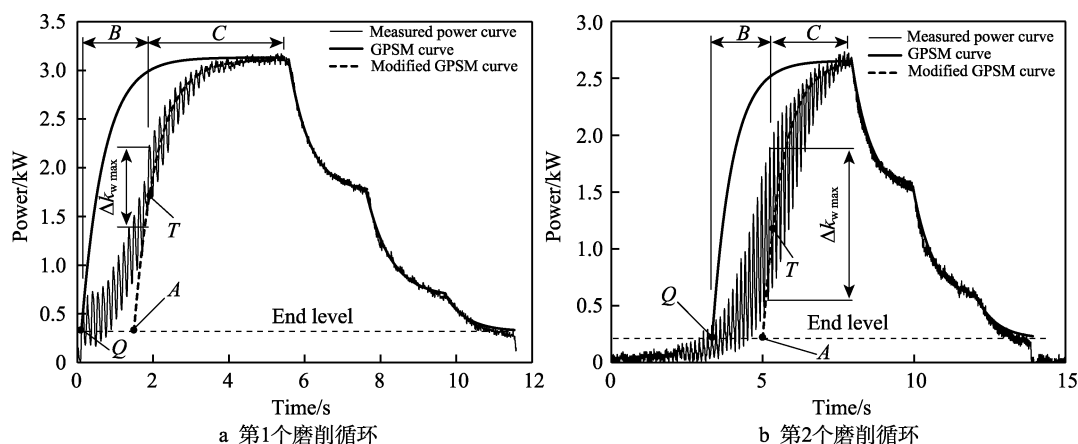 3.5
3.0
2.5
2.0
1.5
1.0
0.5
0
Power/kW
B
C
Measured power curve
GPSM curve
Modified GPSM curve
Δk w max
T
A
Q
End level
0 2 4 6 8 10 12
Time/s
a 第1个磨削循环
3.0
2.5
2.0
1.5
1.0
0.5
0
Power/kW
B
C
Measured power curve
GPSM curve
Modified GPSM curve
Δk w max
T
Q
A
End level
0 5 10 15
Time/s
b 第2个磨削循环